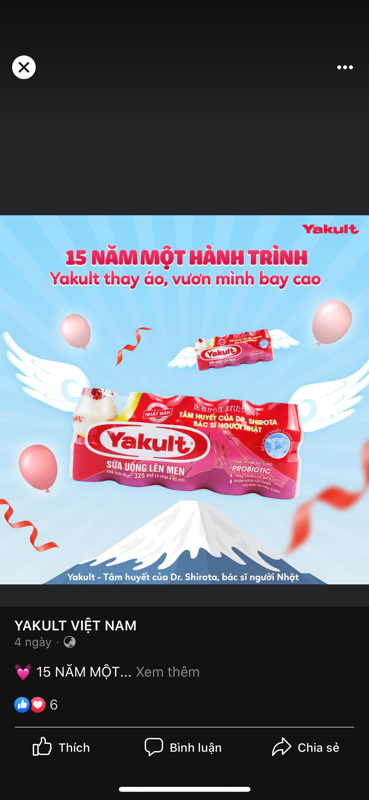 Yakult
15 NĂM MỘT HÀNH TRÌNH
Yakult thay áo, vươn mình bay cao
Yakult
NHẬT BẢN
TÂM HUYẾT CỦA DR. SHIROTA
BÁC SĨ NGƯỜI NHẬT
Yakult
SỮA UỐNG LÊN MEN
PROBIOTIC
Yakult - Tâm huyết của Dr. Shirota, bác sĩ người Nhật
YAKULT VIỆT NAM
4 ngày
💓 15 NĂM MỘT... Xem thêm
6
Thích
Bình luận
Chia sẻ